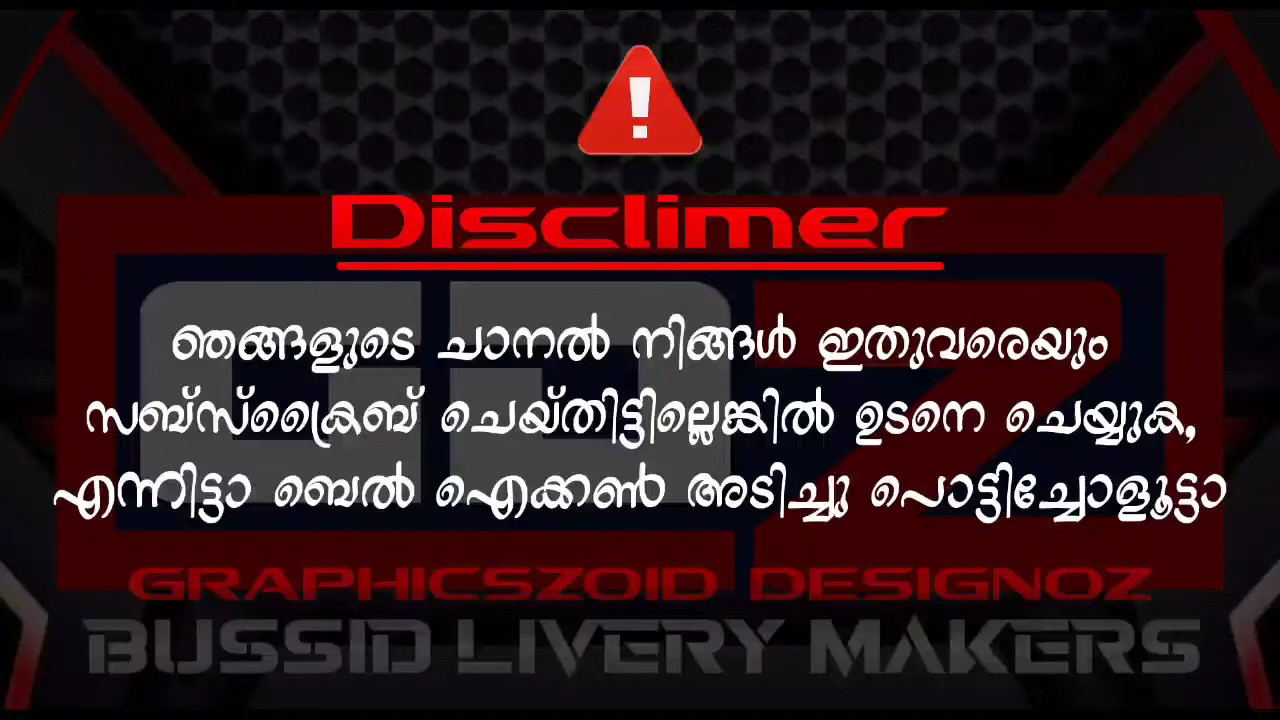 Disclimer
ഞങ്ങളുടെ ചാനൽ നിങ്ങൾ ഇതുവരെയും
സബ്സ്ക്രൈബ് ചെയ്തിട്ടില്ലെങ്കിൽ ഉടനെ ചെയ്യുക,
എന്നിട്ടാ ബെൽ ഐക്കൺ അടിച്ചു പൊട്ടിച്ചോളൂട്ടാ
GRAPHICSZOID DESIGNOZ
BUSSID LIVERY MAKERS